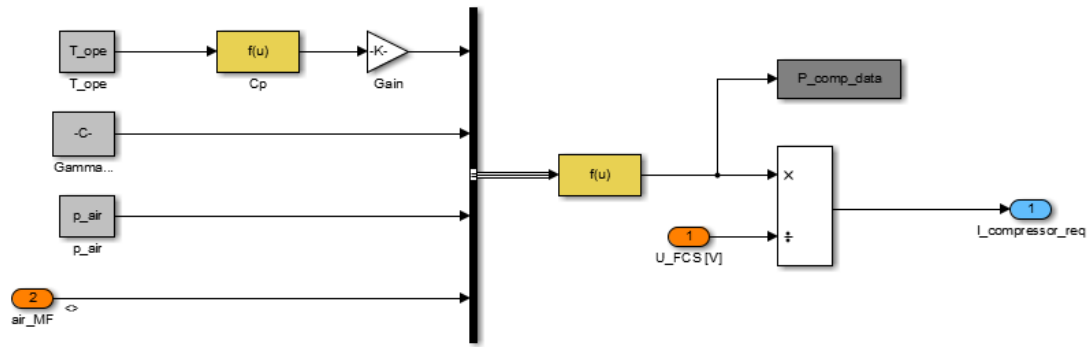 T_ope
T_ope
f(u)
Cp
-K-
Gain
-C-
Gamma...
p_air
p_air
2
air_MF
<>
f(u)
P_comp_data
×
÷
1
U_FCS [V]
1
I_compressor_req